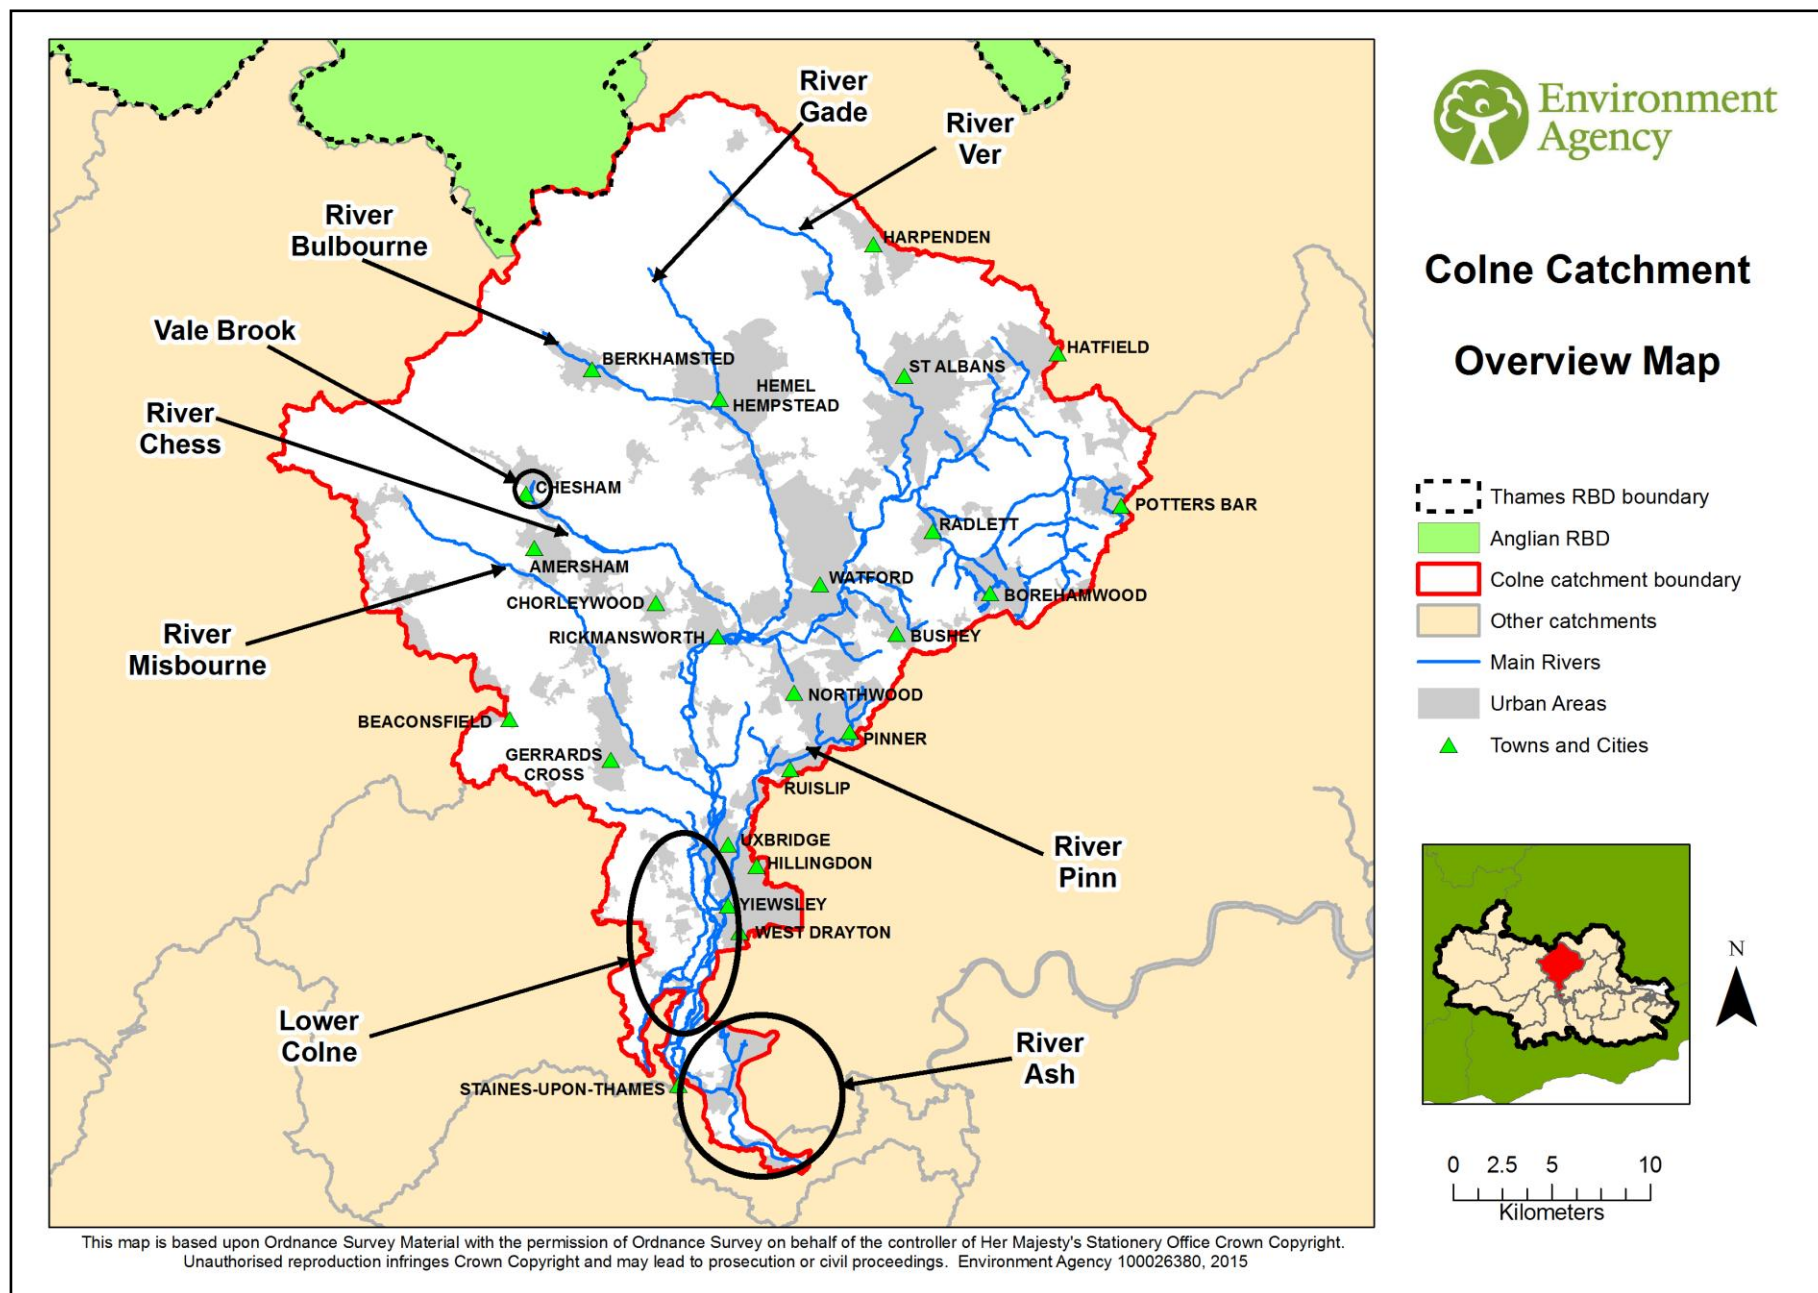 River
Gade
River
Ver
River
Bulbourne
HARPENDEN
Vale Brook
BERKHAMSTED
HEMEL
HEMPSTEAD
ST ALBANS
HATFIELD
River
Chess
CHESHAM
POTTERS BAR
RADLETT
AMERSHAM
WATFORD
BOREHAMWOOD
CHORLEYWOOD
RICKMANSWORTH
BUSHEY
River
Misbourne
NORTHWOOD
BEACONSFIELD
PINNER
GERRARDS
CROSS
RUISLIP
UXBRIDGE
HILLINGDON
River
Pinn
YIEWSLEY
WEST DRAYTON
Lower
Colne
River
Ash
STAINES-UPON-THAMES
Environment
Agency
Colne Catchment
Overview Map
Thames RBD boundary
Anglian RBD
Colne catchment boundary
Other catchments
Main Rivers
Urban Areas
Towns and Cities
N
0 2.5 5 10
Kilometers
This map is based upon Ordnance Survey Material with the permission of Ordnance Survey on behalf of the controller of Her Majesty's Stationery Office Crown Copyright.
Unauthorised reproduction infringes Crown Copyright and may lead to prosecution or civil proceedings. Environment Agency 100026380, 2015